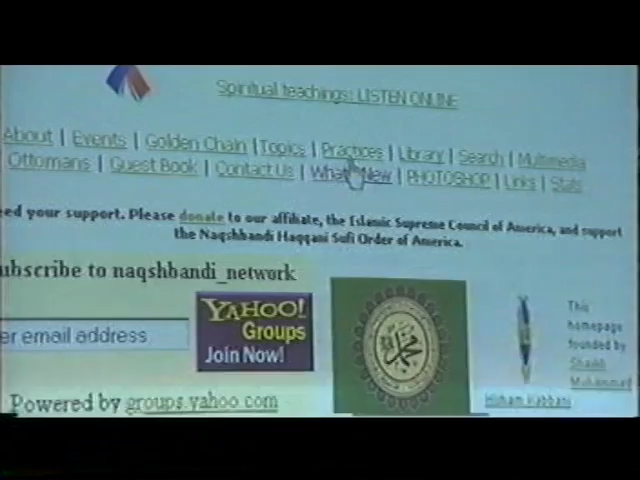 Spiritual teachings: LISTEN ONLINE
About | Events | Golden Chain | Topics | Practices | Library | Search | Multimedia
Ottomans | Guest Book | Contact Us | What's New | PHOTOSHOP | Links | Stats
eed your support. Please donate to our affiliate, the Islamic Supreme Council of America, and support
the Naqshbandi Haqqani Sufi Order of America.
ubscribe to naqshbandi_network
er email address
YAHOO!
Groups
Join Now!
محمد
This
homepage
founded by
Shaikh
Muhammad
Hisham Kabbani
Powered by groups.yahoo.com